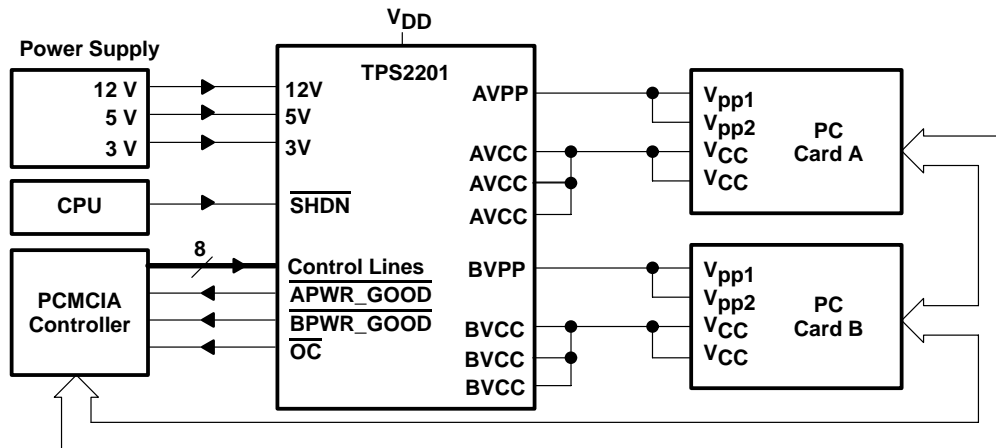 VDD
Power Supply
12 V
5 V
3 V
CPU
8
PCMCIA
Controller
TPS2201
12V
5V
3V
SHDN
Control Lines
APWR_GOOD
BPWR_GOOD
OC
AVPP
AVCC
AVCC
AVCC
BVPP
BVCC
BVCC
BVCC
Vpp1
Vpp2
VCC
VCC
PC
Card A
Vpp1
Vpp2
VCC
VCC
PC
Card B